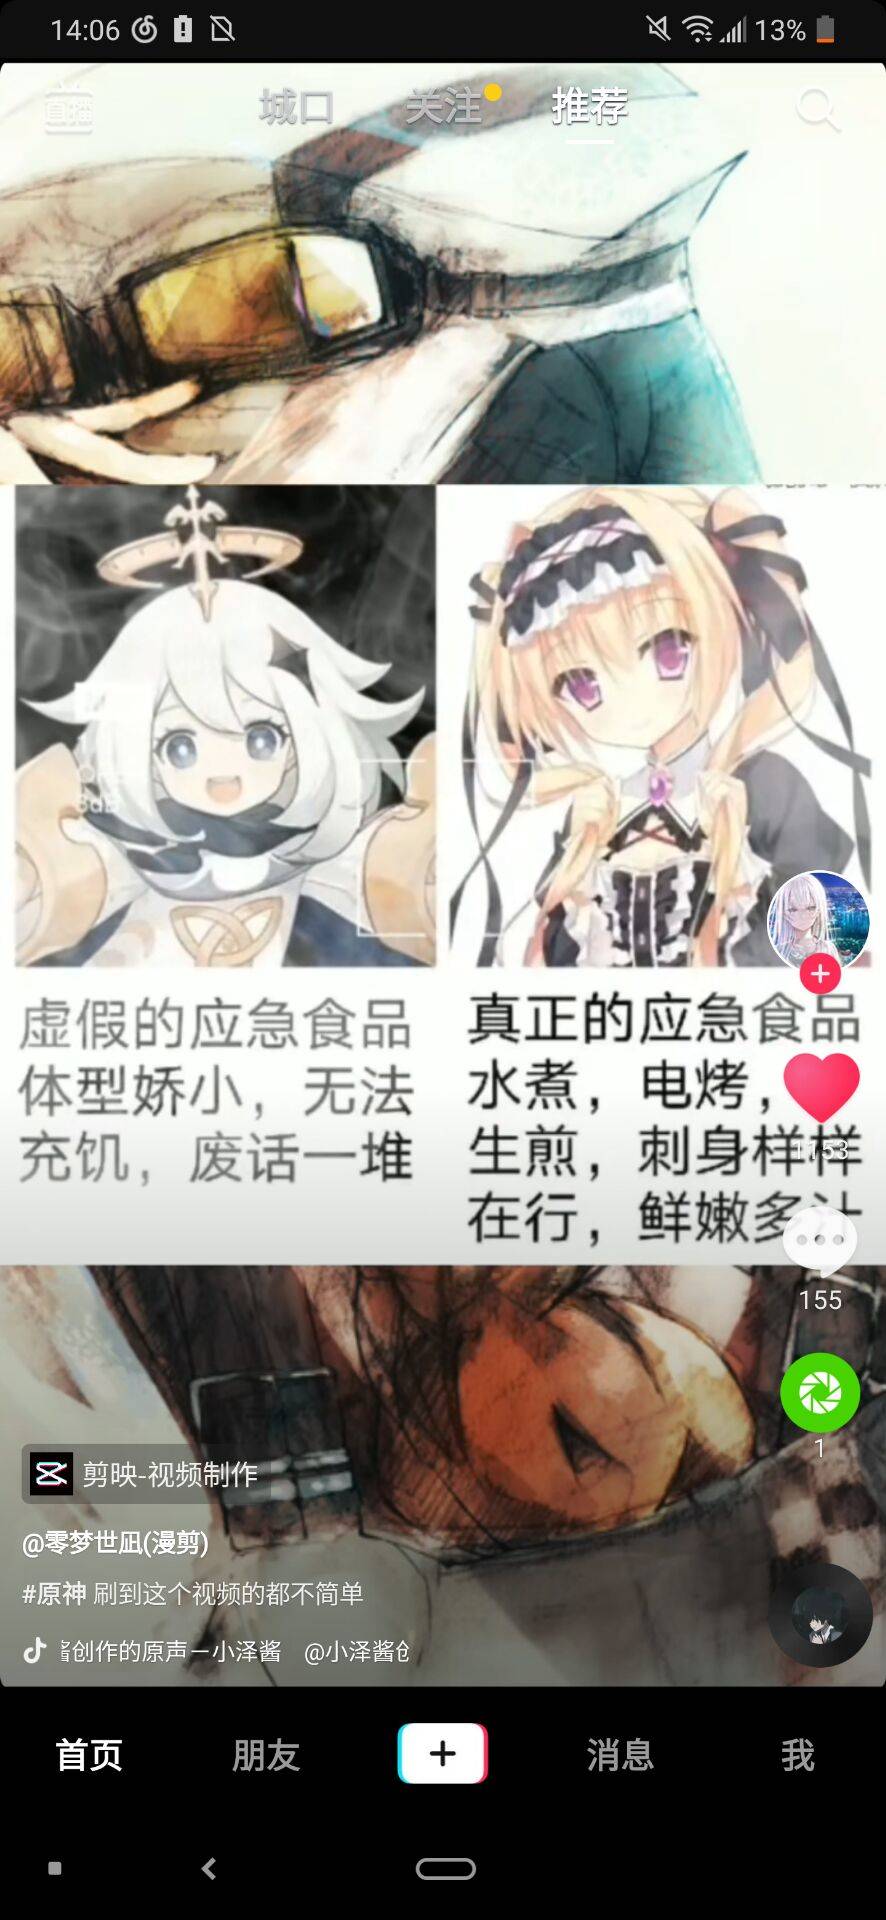 14:06
13%
直播
城口
关注
推荐
虚假的应急食品
体型娇小，无法
充饥，废话一堆
真正的应急食品
水煮，电烤，
生煎，刺身样样
在行，鲜嫩多汁
1153
155
1
剪映-视频制作
@零梦世凪(漫剪)
#原神 刷到这个视频的都不简单
酱创作的原声－小泽酱 @小泽酱创
首页
朋友
消息
我